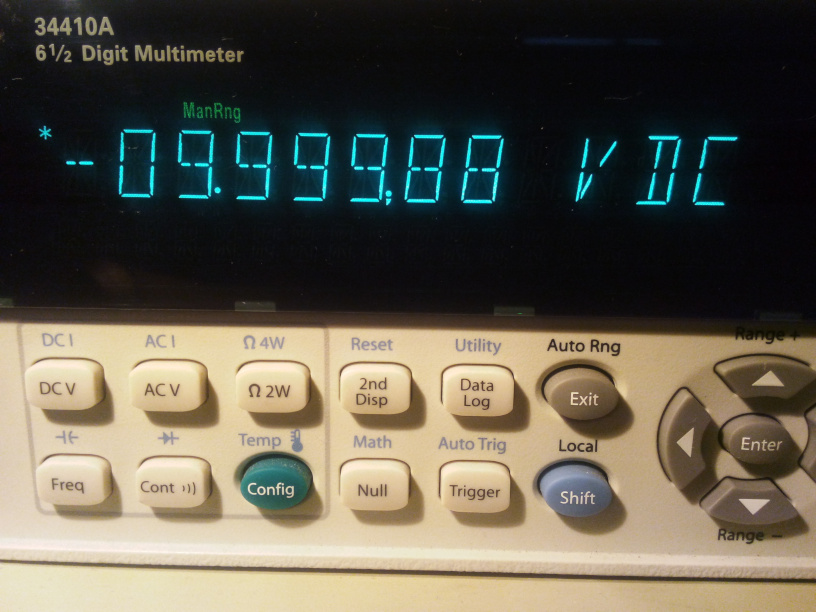 34410A
6½ Digit Multimeter
ManRng
* -09.999,88 V DC
DC I AC I Ω 4W Reset Utility Auto Rng Range +
DC V AC V Ω 2W 2nd Disp Data Log Exit
Temp Math Auto Trig Local Enter
Freq Cont Config Null Trigger Shift
Range −